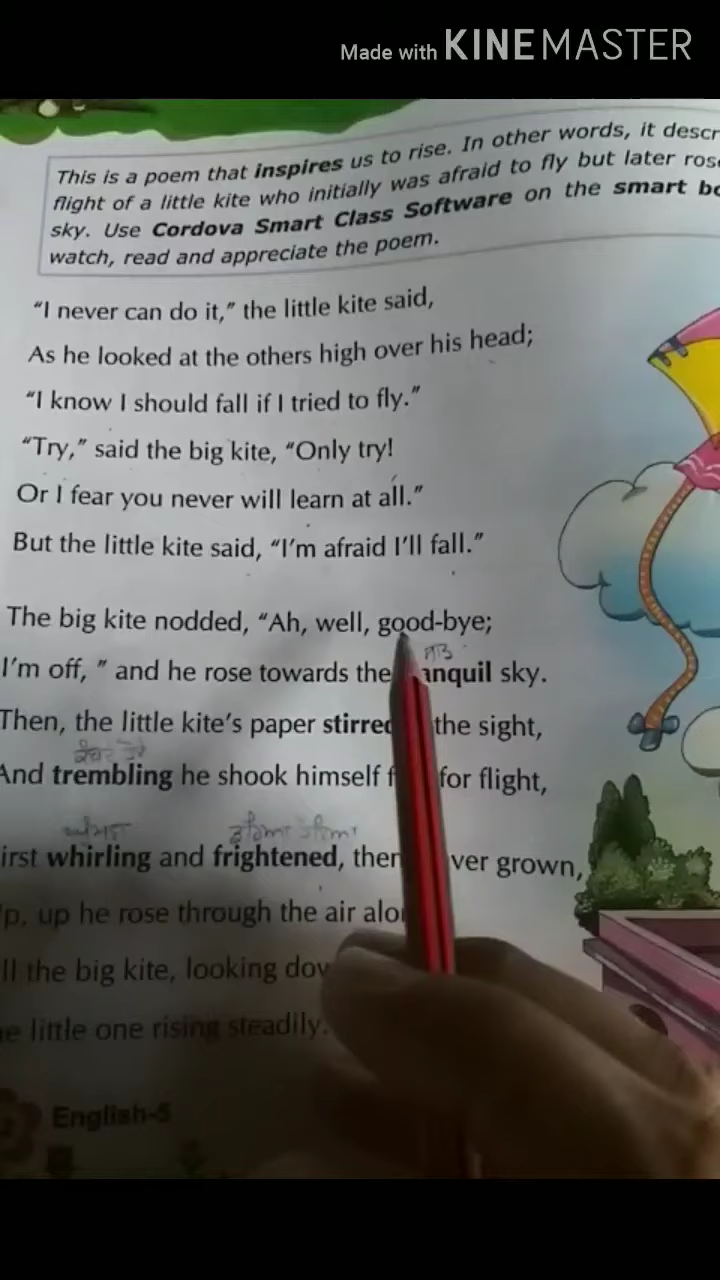 Made with KINEMASTER
This is a poem that inspires us to rise. In other words, it descr
flight of a little kite who initially was afraid to fly but later rose
sky. Use Cordova Smart Class Software on the smart bo
watch, read and appreciate the poem.
“I never can do it,” the little kite said,
As he looked at the others high over his head;
“I know I should fall if I tried to fly.”
“Try,” said the big kite, “Only try!
Or I fear you never will learn at all.”
But the little kite said, “I’m afraid I’ll fall.”
The big kite nodded, “Ah, well, good-bye;
I’m off, ” and he rose towards the anquil sky.
Then, the little kite’s paper stirred the sight,
And trembling he shook himself f for flight,
irst whirling and frightened, then ver grown,
p, up he rose through the air alo
ll the big kite, looking dov
e little one rising steadily.
English-5